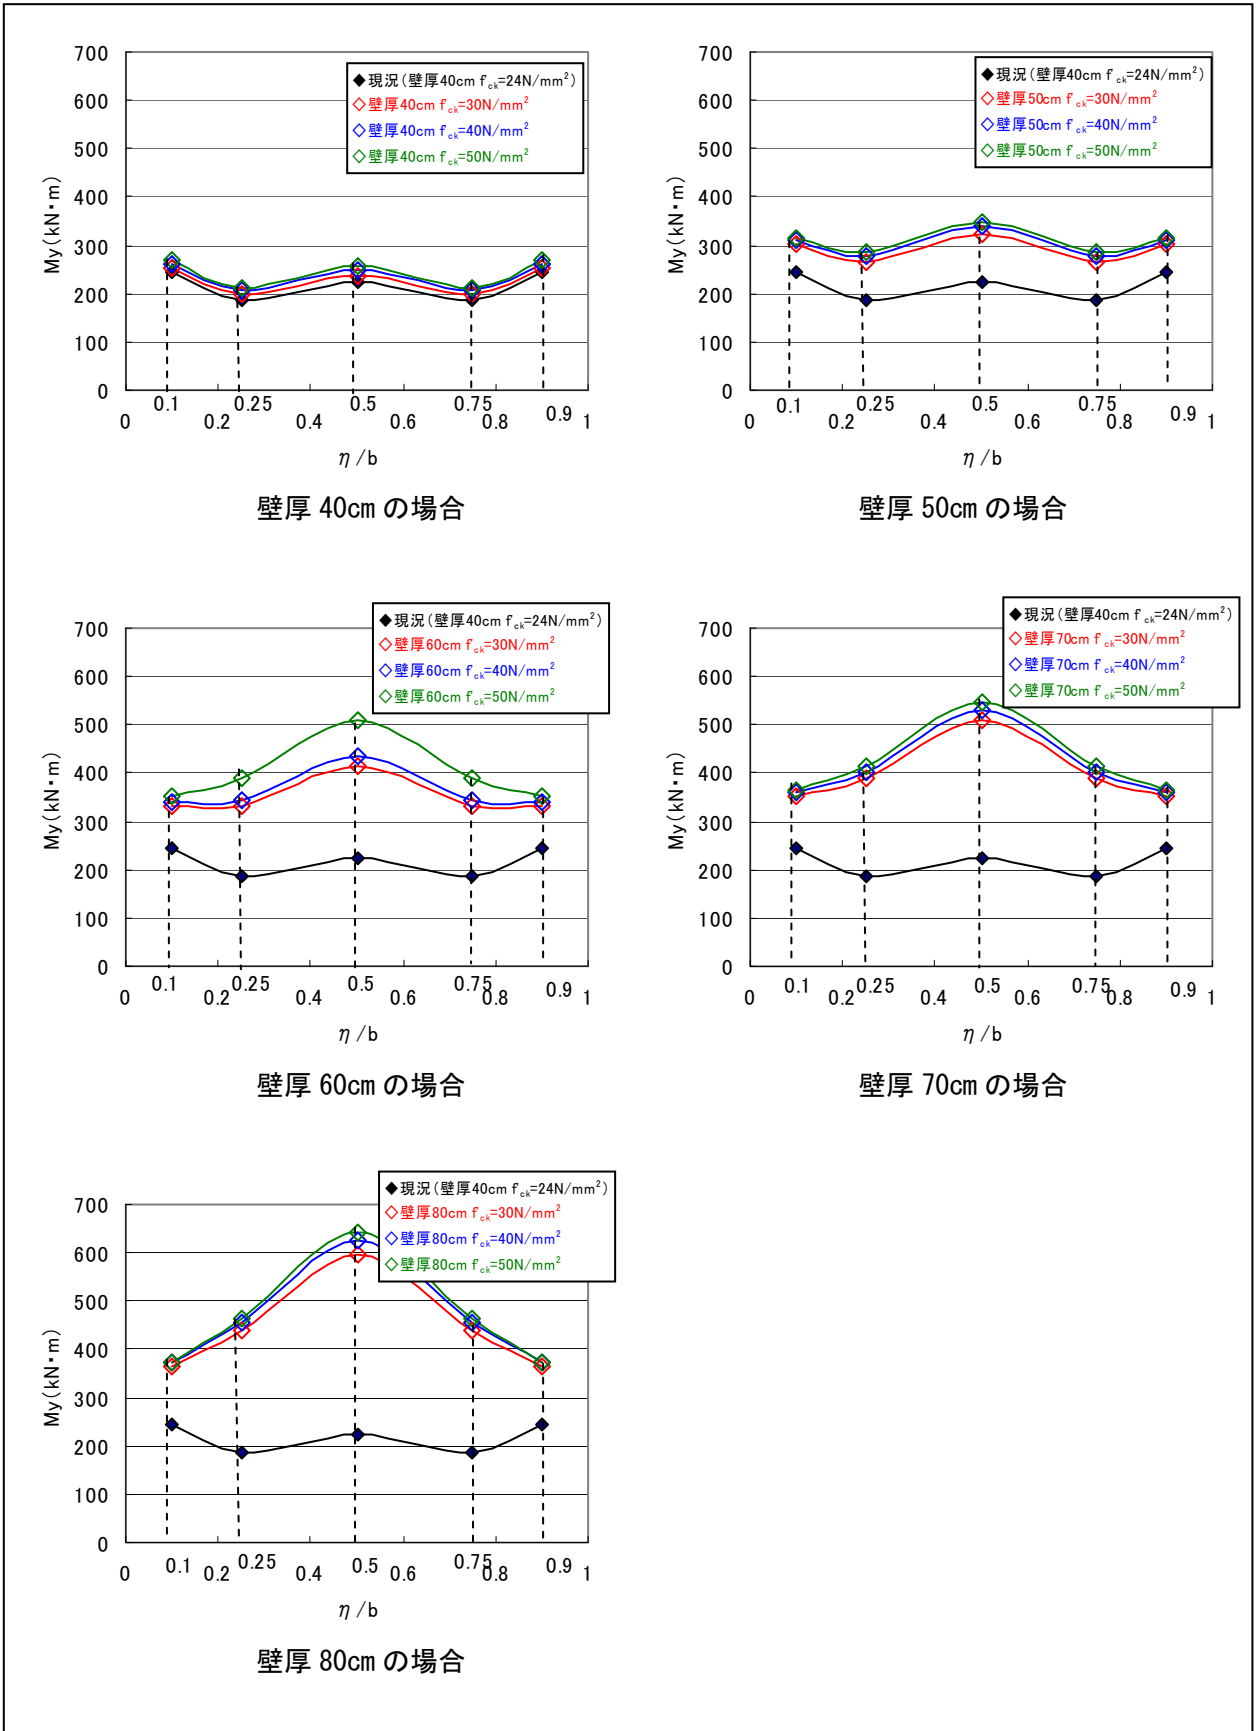 700
600
500
400
300
200
100
0
My(kN･m)
◆現況(壁厚40cm f'ck=24N/mm²)
◇壁厚40cm f'ck=30N/mm²
◇壁厚40cm f'ck=40N/mm²
◇壁厚40cm f'ck=50N/mm²
0.1 0.25 0.5 0.75 0.9
0 0.2 0.4 0.6 0.8 1
η/b
壁厚 40cm の場合
700
600
500
400
300
200
100
0
My(kN･m)
◆現況(壁厚40cm f'ck=24N/mm²)
◇壁厚50cm f'ck=30N/mm²
◇壁厚50cm f'ck=40N/mm²
◇壁厚50cm f'ck=50N/mm²
0.1 0.25 0.5 0.75 0.9
0 0.2 0.4 0.6 0.8 1
η/b
壁厚 50cm の場合
700
600
500
400
300
200
100
0
My(kN･m)
◆現況(壁厚40cm f'ck=24N/mm²)
◇壁厚60cm f'ck=30N/mm²
◇壁厚60cm f'ck=40N/mm²
◇壁厚60cm f'ck=50N/mm²
0.1 0.25 0.5 0.75 0.9
0 0.2 0.4 0.6 0.8 1
η/b
壁厚 60cm の場合
700
600
500
400
300
200
100
0
My(kN･m)
◆現況(壁厚40cm f'ck=24N/mm²)
◇壁厚70cm f'ck=30N/mm²
◇壁厚70cm f'ck=40N/mm²
◇壁厚70cm f'ck=50N/mm²
0.1 0.25 0.5 0.75 0.9
0 0.2 0.4 0.6 0.8 1
η/b
壁厚 70cm の場合
700
600
500
400
300
200
100
0
My(kN･m)
◆現況(壁厚40cm f'ck=24N/mm²)
◇壁厚80cm f'ck=30N/mm²
◇壁厚80cm f'ck=40N/mm²
◇壁厚80cm f'ck=50N/mm²
0.1 0.25 0.5 0.75 0.9
0 0.2 0.4 0.6 0.8 1
η/b
壁厚 80cm の場合